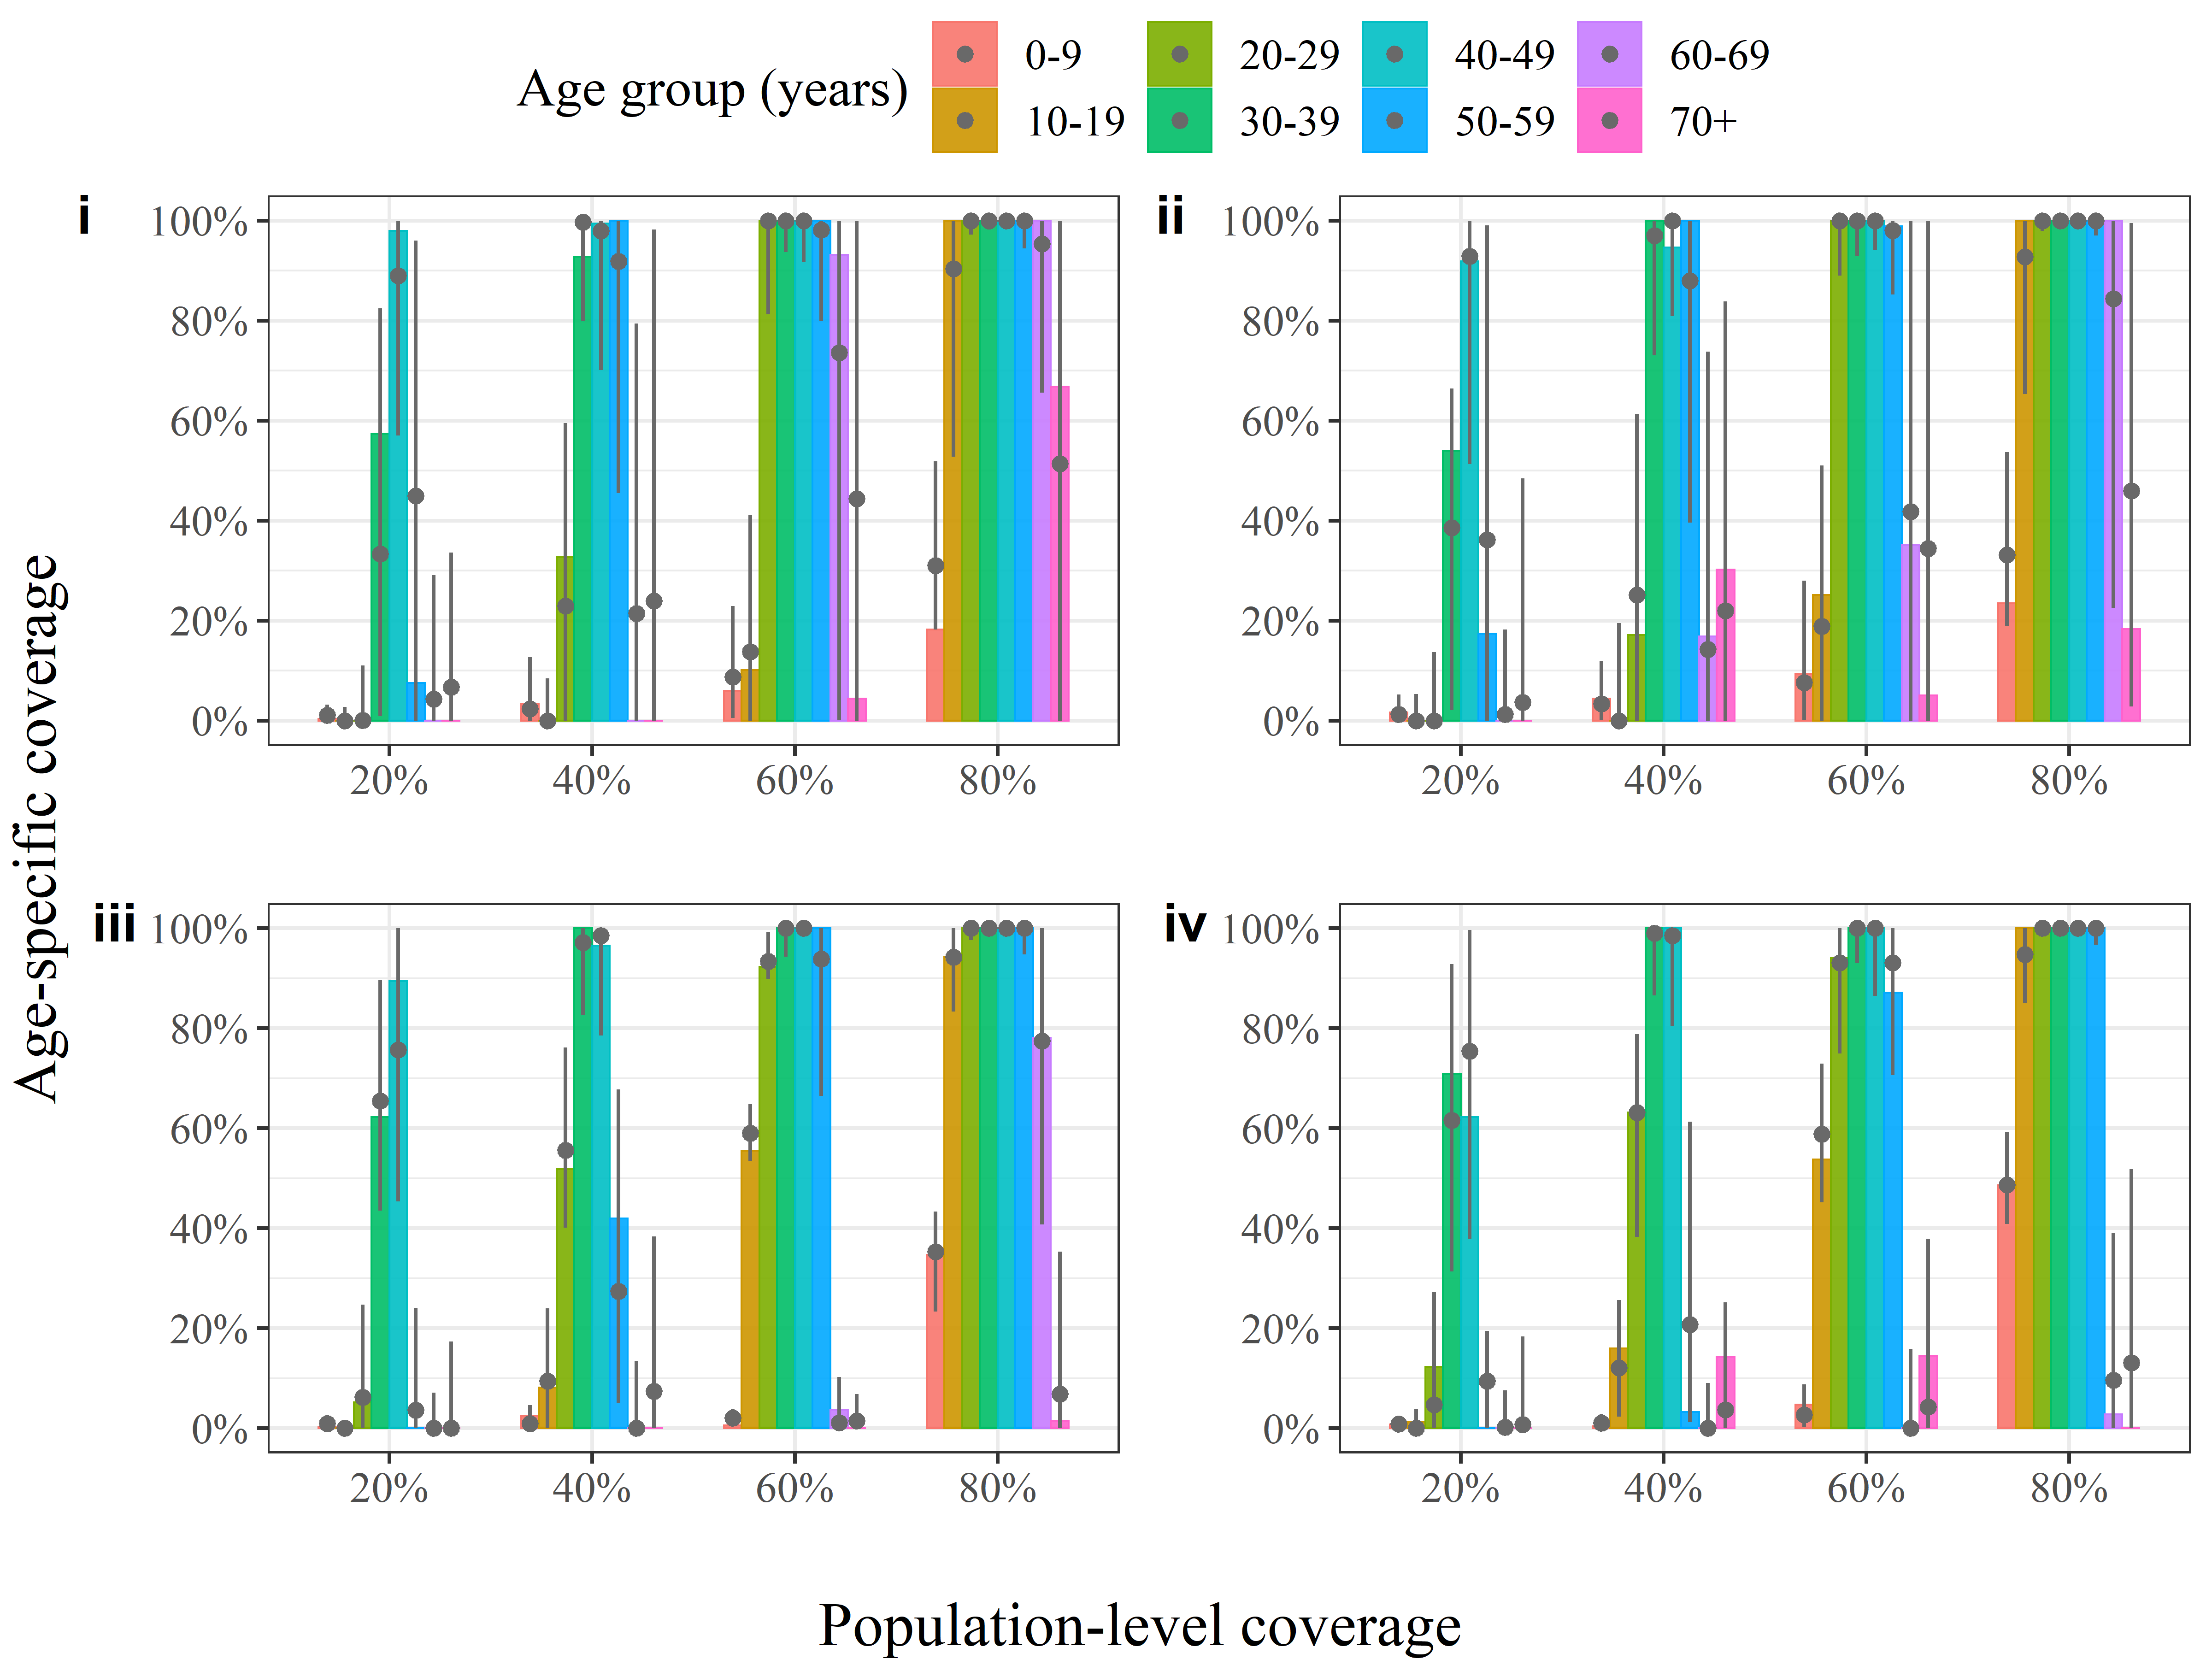 Age group (years)
0-9 20-29 40-49 60-69
10-19 30-39 50-59 70+
i ii
100% 100%
80% 80%
60% 60%
40% 40%
20% 20%
0% 0%
20% 40% 60% 80% 20% 40% 60% 80%
Age-specific coverage
iii iv
100% 100%
80% 80%
60% 60%
40% 40%
20% 20%
0% 0%
20% 40% 60% 80% 20% 40% 60% 80%
Population-level coverage